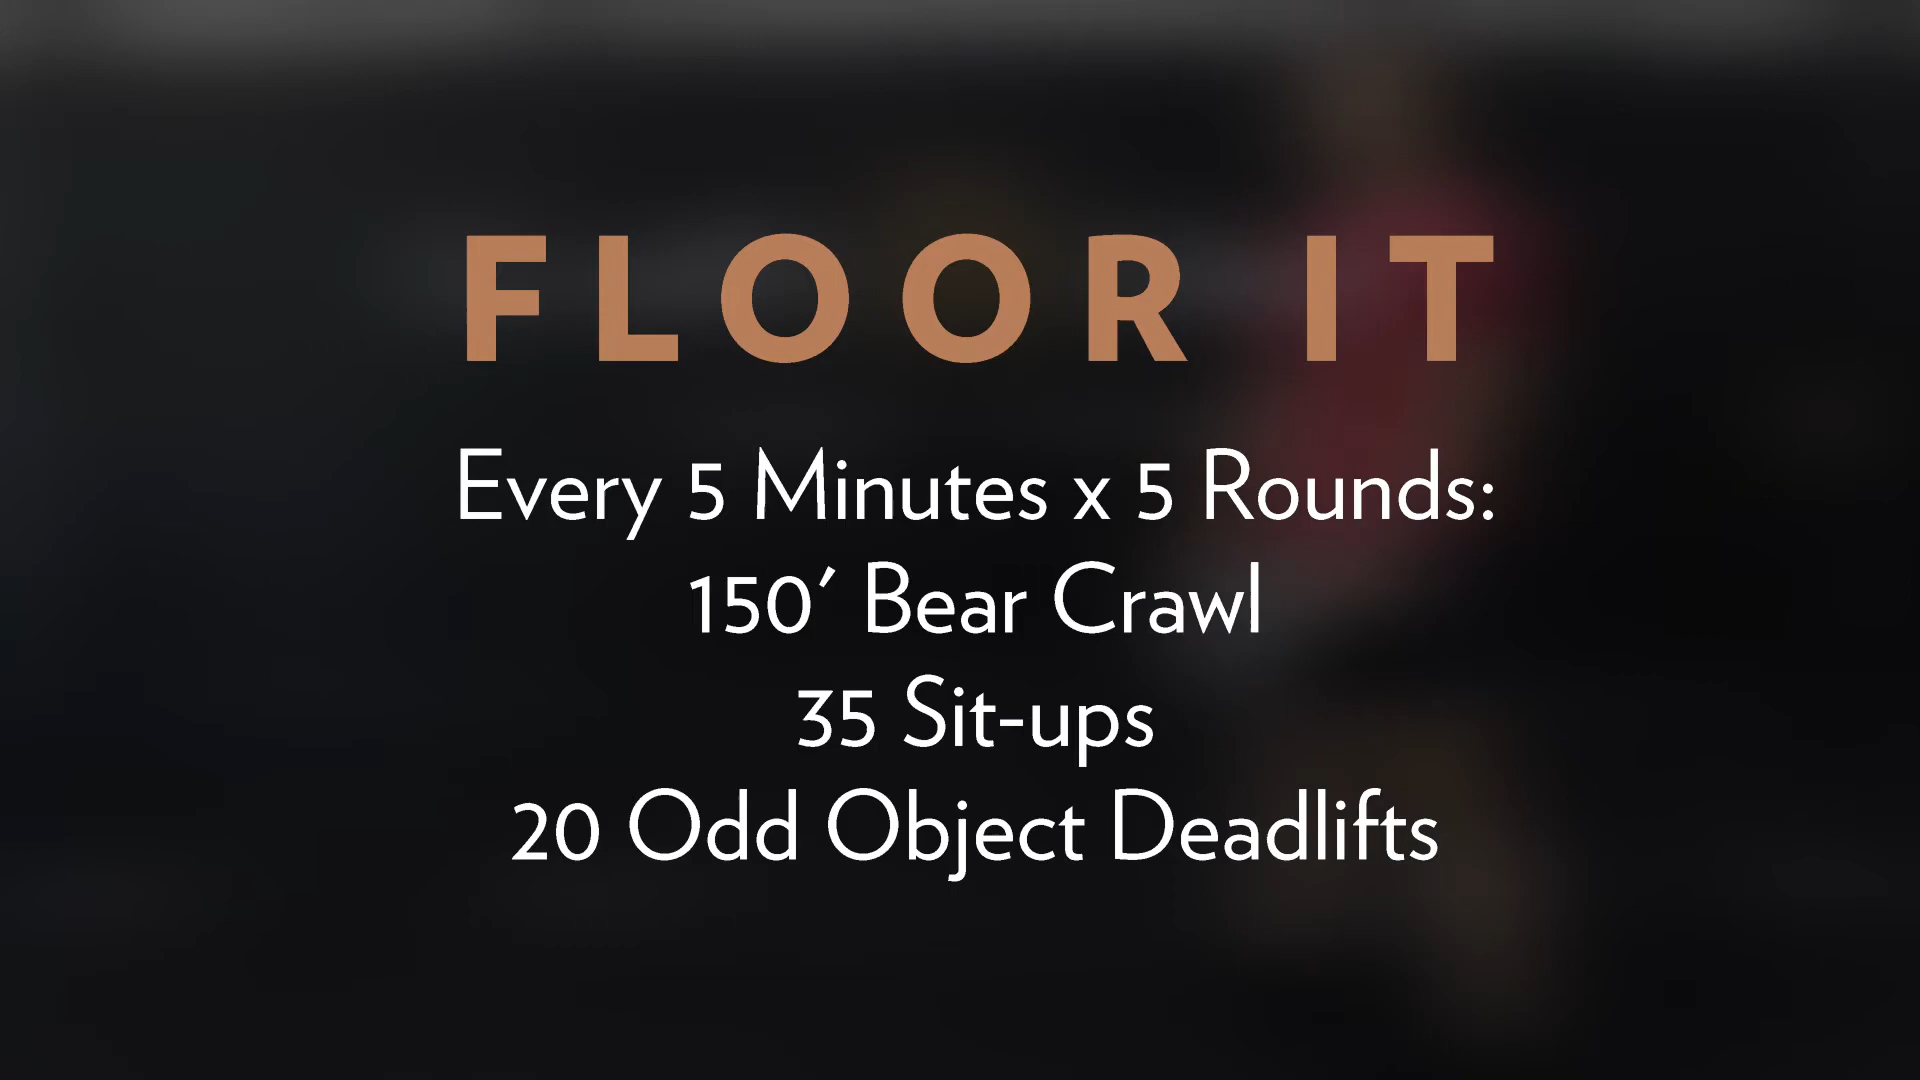 FLOOR IT
Every 5 Minutes x 5 Rounds:
150′ Bear Crawl
35 Sit-ups
20 Odd Object Deadlifts